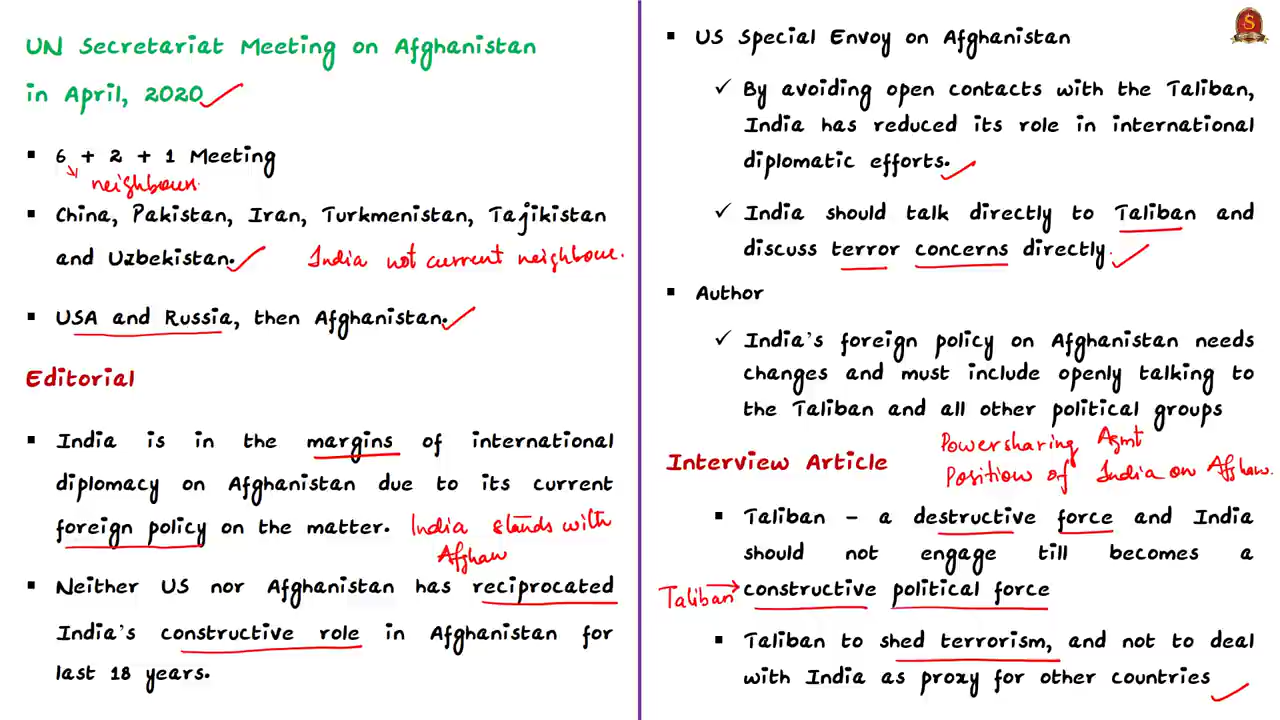 UN Secretariat Meeting on Afghanistan
in April, 2020
▪ 6 + 2 + 1 Meeting
neighbour.
▪ China, Pakistan, Iran, Turkmenistan, Tajikistan
and Uzbekistan.
India not current neighbour.
▪ USA and Russia, then Afghanistan.
Editorial
▪ India is in the margins of international
diplomacy on Afghanistan due to its current
foreign policy on the matter.
India stands with
Afghan
▪ Neither US nor Afghanistan has reciprocated
India's constructive role in Afghanistan for
last 18 years.
▪ US Special Envoy on Afghanistan
✓ By avoiding open contacts with the Taliban,
India has reduced its role in international
diplomatic efforts.
✓ India should talk directly to Taliban and
discuss terror concerns directly.
▪ Author
✓ India's foreign policy on Afghanistan needs
changes and must include openly talking to
the Taliban and all other political groups
Powersharing Agmt
Position of India on Afghan.
Interview Article
▪ Taliban – a destructive force and India
should not engage till becomes a
Taliban → constructive political force
▪ Taliban to shed terrorism, and not to deal
with India as proxy for other countries
S